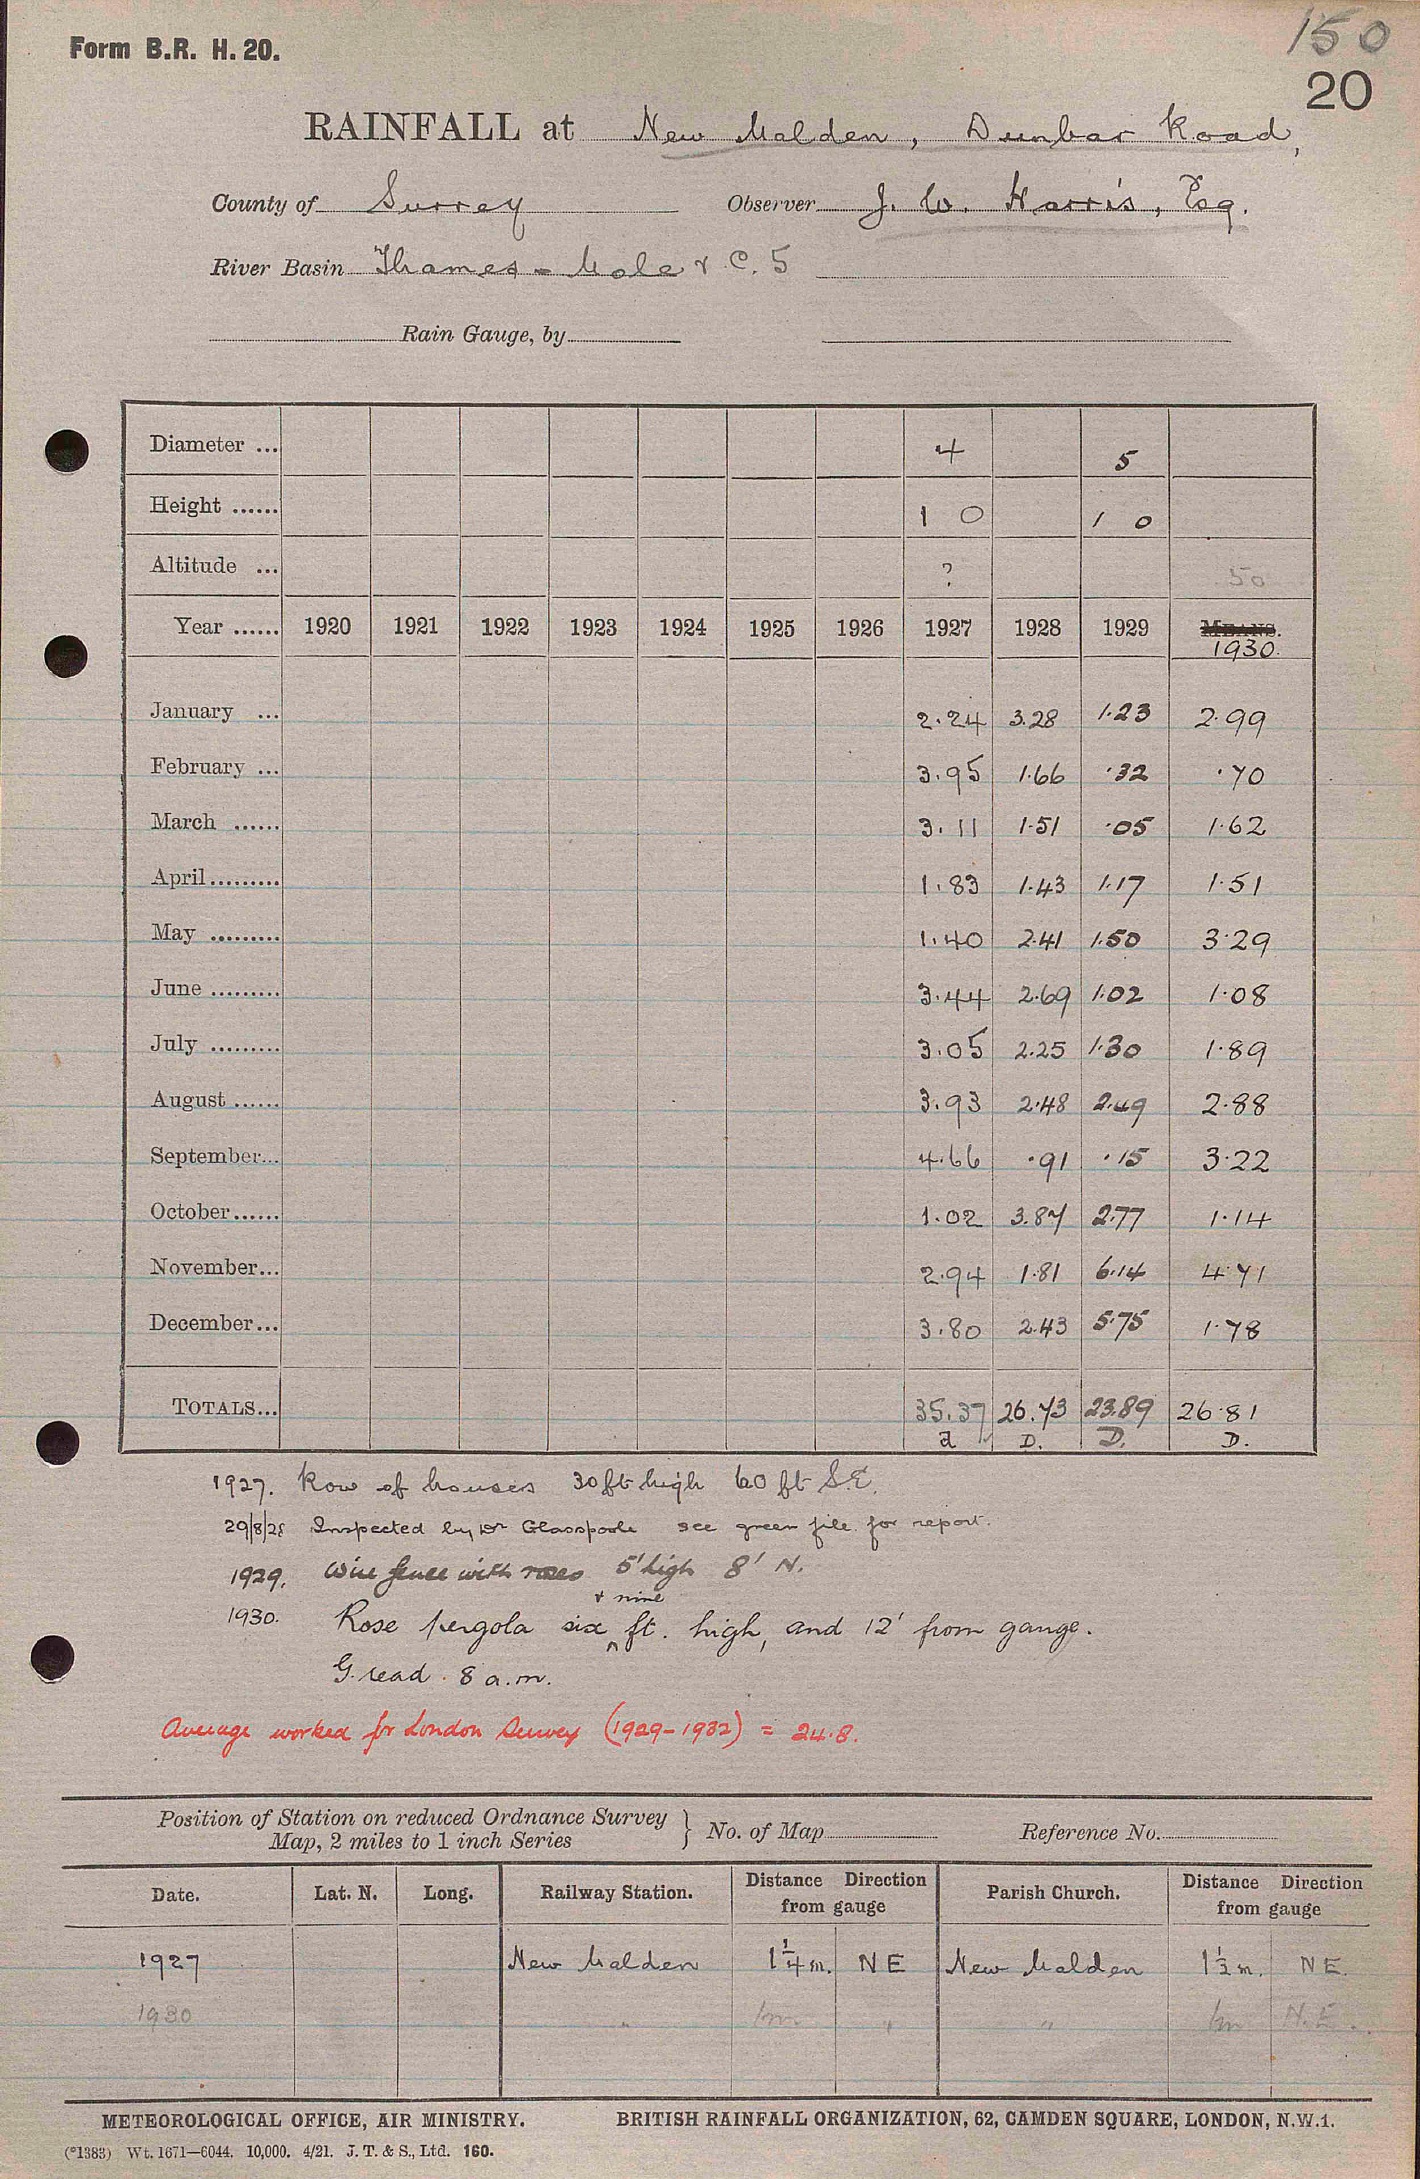 150
Form B.R. H. 20.
20
RAINFALL at New Malden, Dunbar Road,
County of Surrey Observer J. W. Harris, Esq.
River Basin Thames - Mole & C. 5
Rain Gauge, by
Diameter ... 4 5
Height ...... 1 0 1 0
Altitude ... ? 50
Year ...... 1920 1921 1922 1923 1924 1925 1926 1927 1928 1929 MEANS.
1930.
January ... 2.24 3.28 1.23 2.99
February ... 3.95 1.66 .32 .70
March ...... 3.11 1.51 .05 1.62
April......... 1.83 1.43 1.17 1.51
May ......... 1.40 2.41 1.50 3.29
June ......... 3.44 2.69 1.02 1.08
July ......... 3.05 2.25 1.30 1.89
August ...... 3.93 2.48 2.49 2.88
September... 4.66 .91 .15 3.22
October...... 1.02 3.87 2.77 1.14
November... 2.94 1.81 6.14 4.71
December... 3.80 2.43 5.75 1.78
TOTALS... 35.37 26.73 23.89 26.81
D. D. D.
1927. Row of houses 30 ft high 60 ft S.E.
29/8/28 Inspected by Dr Glasspoole see green file for report.
1929. Wire fence with roses 5' high 8' N.
& nine
1930. Rose pergola six ft. high, and 12' from gauge.
G. read 8 a.m.
Average worked for London Survey (1929-1932) = 24.8.
Position of Station on reduced Ordnance Survey
Map, 2 miles to 1 inch Series } No. of Map Reference No.
Date. Lat. N. Long. Railway Station. Distance Direction from gauge Parish Church. Distance Direction from gauge
1927 New Malden 1 1/4 m. NE New Malden 1 1/2 m. NE.
1930 " 1m. " " 1m N.E.
METEOROLOGICAL OFFICE, AIR MINISTRY. BRITISH RAINFALL ORGANIZATION, 62, CAMDEN SQUARE, LONDON, N.W.1.
(*1383) Wt. 1671—6044. 10,000. 4/21. J. T. & S., Ltd. 160.